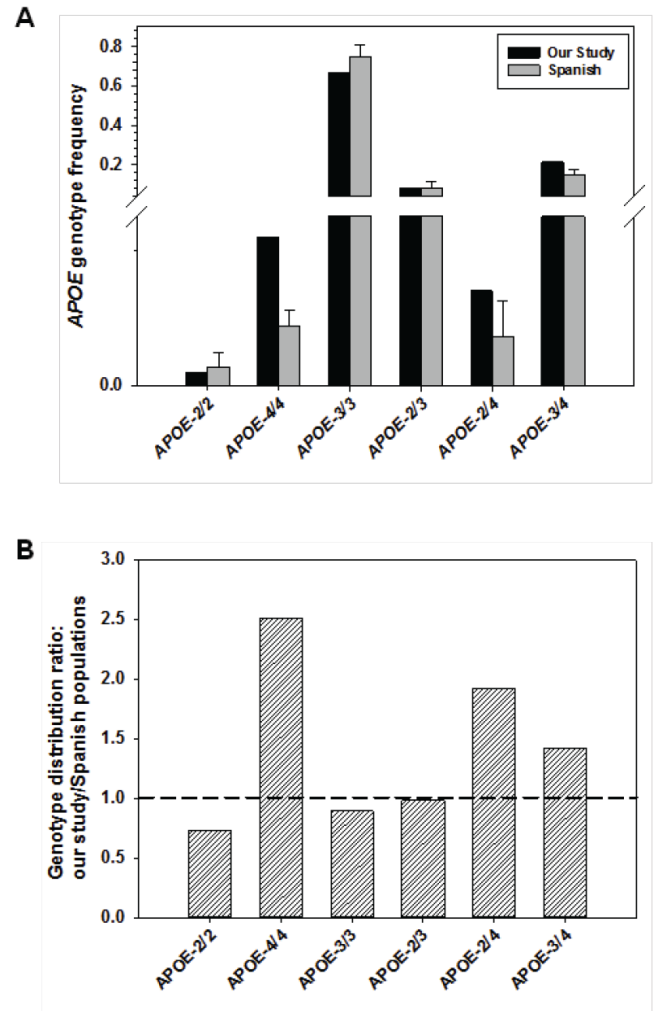 A
APOE genotype frequency
0.8
0.6
0.4
0.2
0.0
Our Study
Spanish
APOE-2/2
APOE-4/4
APOE-3/3
APOE-2/3
APOE-2/4
APOE-3/4
B
Genotype distribution ratio:
our study/Spanish populations
3.0
2.5
2.0
1.5
1.0
0.5
0.0
APOE-2/2
APOE-4/4
APOE-3/3
APOE-2/3
APOE-2/4
APOE-3/4